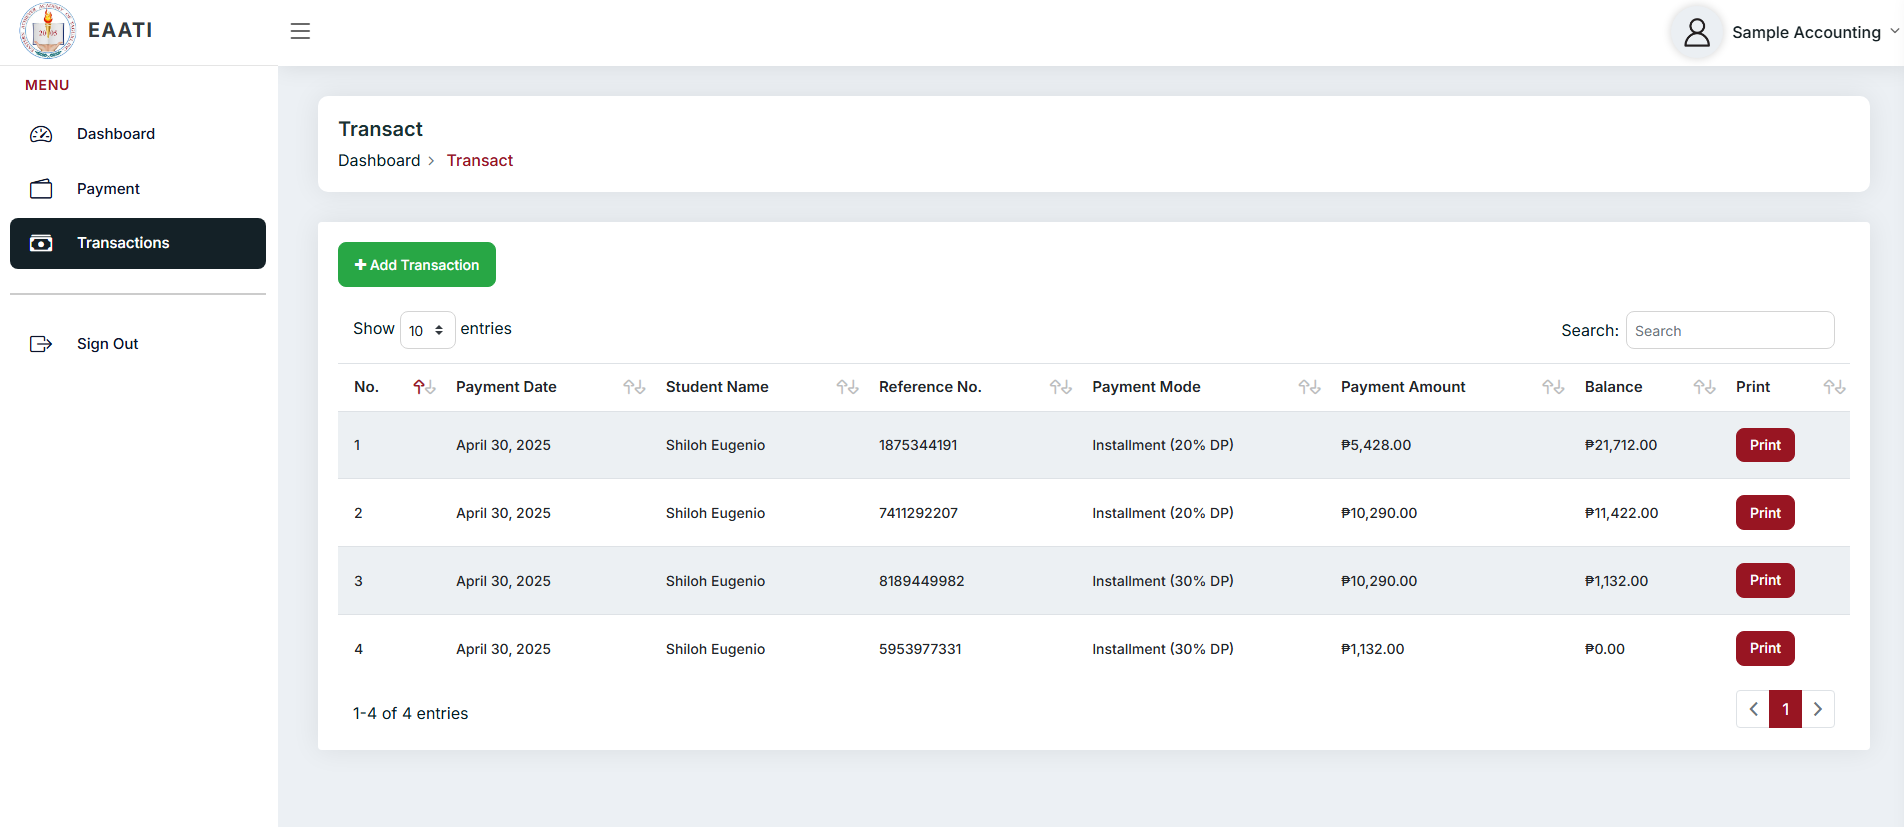 EAATI
Sample Accounting
MENU
Dashboard
Payment
Transactions
Sign Out
Transact
Dashboard > Transact
+ Add Transaction
Show 10 entries
Search: Search
No. Payment Date Student Name Reference No. Payment Mode Payment Amount Balance Print
1 April 30, 2025 Shiloh Eugenio 1875344191 Installment (20% DP) ₱5,428.00 ₱21,712.00 Print
2 April 30, 2025 Shiloh Eugenio 7411292207 Installment (20% DP) ₱10,290.00 ₱11,422.00 Print
3 April 30, 2025 Shiloh Eugenio 8189449982 Installment (30% DP) ₱10,290.00 ₱1,132.00 Print
4 April 30, 2025 Shiloh Eugenio 5953977331 Installment (30% DP) ₱1,132.00 ₱0.00 Print
1-4 of 4 entries
1